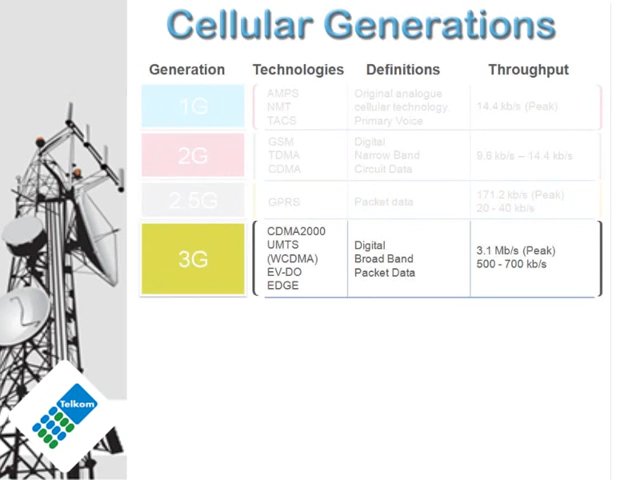 Cellular Generations
Generation Technologies Definitions Throughput
1G
AMPS
NMT
TACS
Original analogue
cellular technology.
Primary Voice
14.4 kb/s (Peak)
2G
GSM
TDMA
CDMA
Digital
Narrow Band
Circuit Data
9.6 kb/s – 14.4 kb/s
2.5G
GPRS
Packet data
171.2 kb/s (Peak)
20 - 40 kb/s
3G
CDMA2000
UMTS
(WCDMA)
EV-DO
EDGE
Digital
Broad Band
Packet Data
3.1 Mb/s (Peak)
500 - 700 kb/s
Telkom